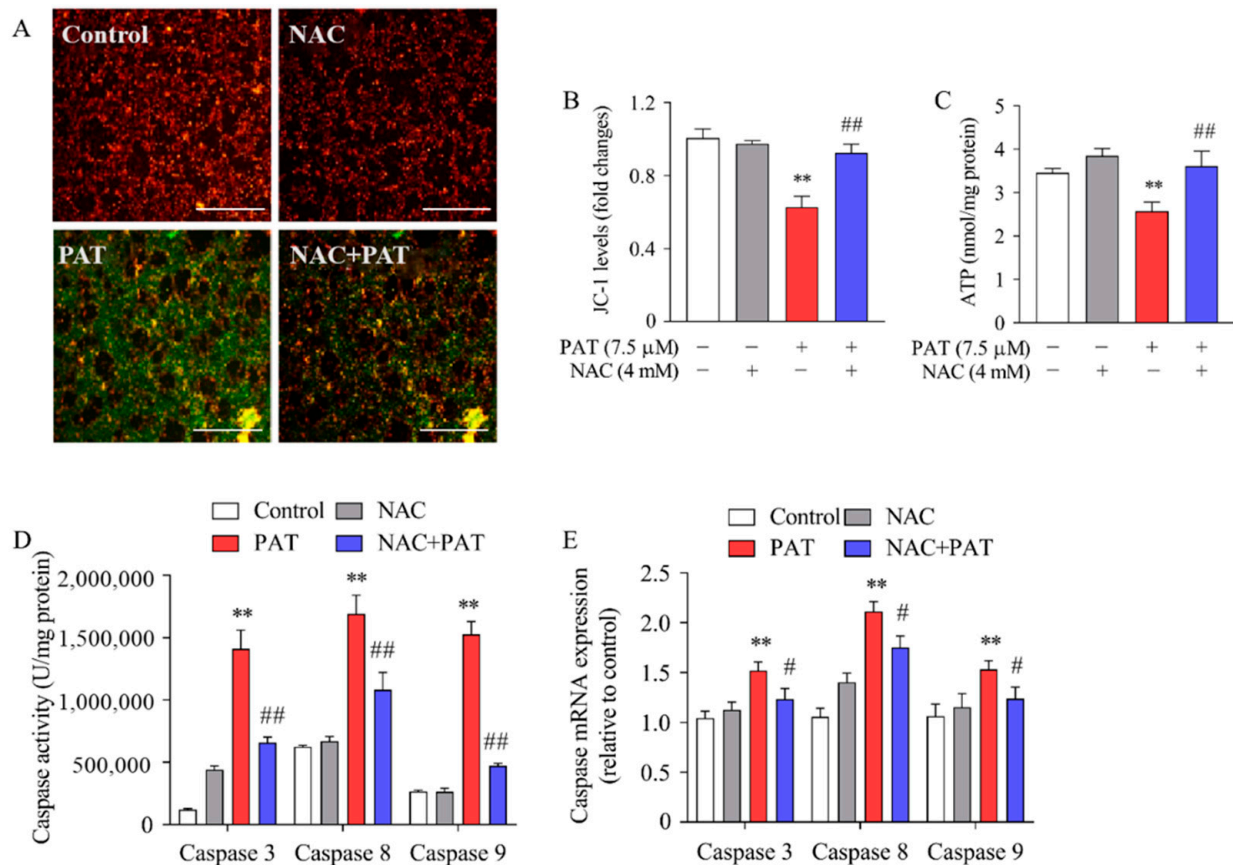 A
Control
NAC
PAT
NAC+PAT
B
JC-1 levels (fold changes)
1.2
0.8
0.4
0
**
##
PAT (7.5 μM) − − + +
NAC (4 mM) − + − +
C
ATP (nmol/mg protein)
5
4
3
2
1
0
**
##
PAT (7.5 μM) − − + +
NAC (4 mM) − + − +
D
Control NAC
PAT NAC+PAT
Caspase activity (U/mg protein)
2,000,000
1,500,000
1,000,000
500,000
0
**
##
**
##
**
##
Caspase 3 Caspase 8 Caspase 9
E
Control NAC
PAT NAC+PAT
Caspase mRNA expression
(relative to control)
2.5
2.0
1.5
1.0
0.5
0
**
#
**
#
**
#
Caspase 3 Caspase 8 Caspase 9